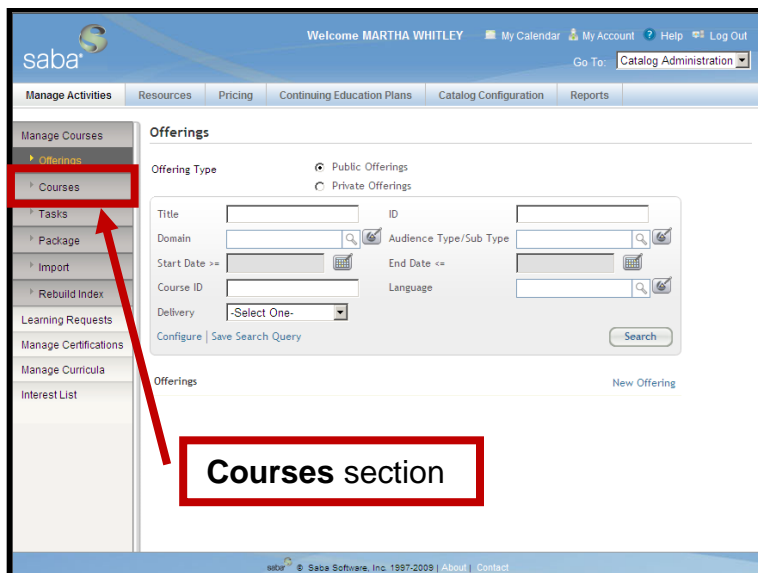 Welcome MARTHA WHITLEY My Calendar My Account ? Help Log Out
saba
Go To: Catalog Administration
Manage Activities Resources Pricing Continuing Education Plans Catalog Configuration Reports
Manage Courses
Offerings
Courses
Tasks
Package
Import
Rebuild Index
Learning Requests
Manage Certifications
Manage Curricula
Interest List
Offerings
Offering Type Public Offerings
Private Offerings
Title ID
Domain Audience Type/Sub Type
Start Date >= End Date <=
Course ID Language
Delivery -Select One-
Configure | Save Search Query Search
Offerings New Offering
Courses section
saba © Saba Software, Inc. 1997-2009 | About | Contact